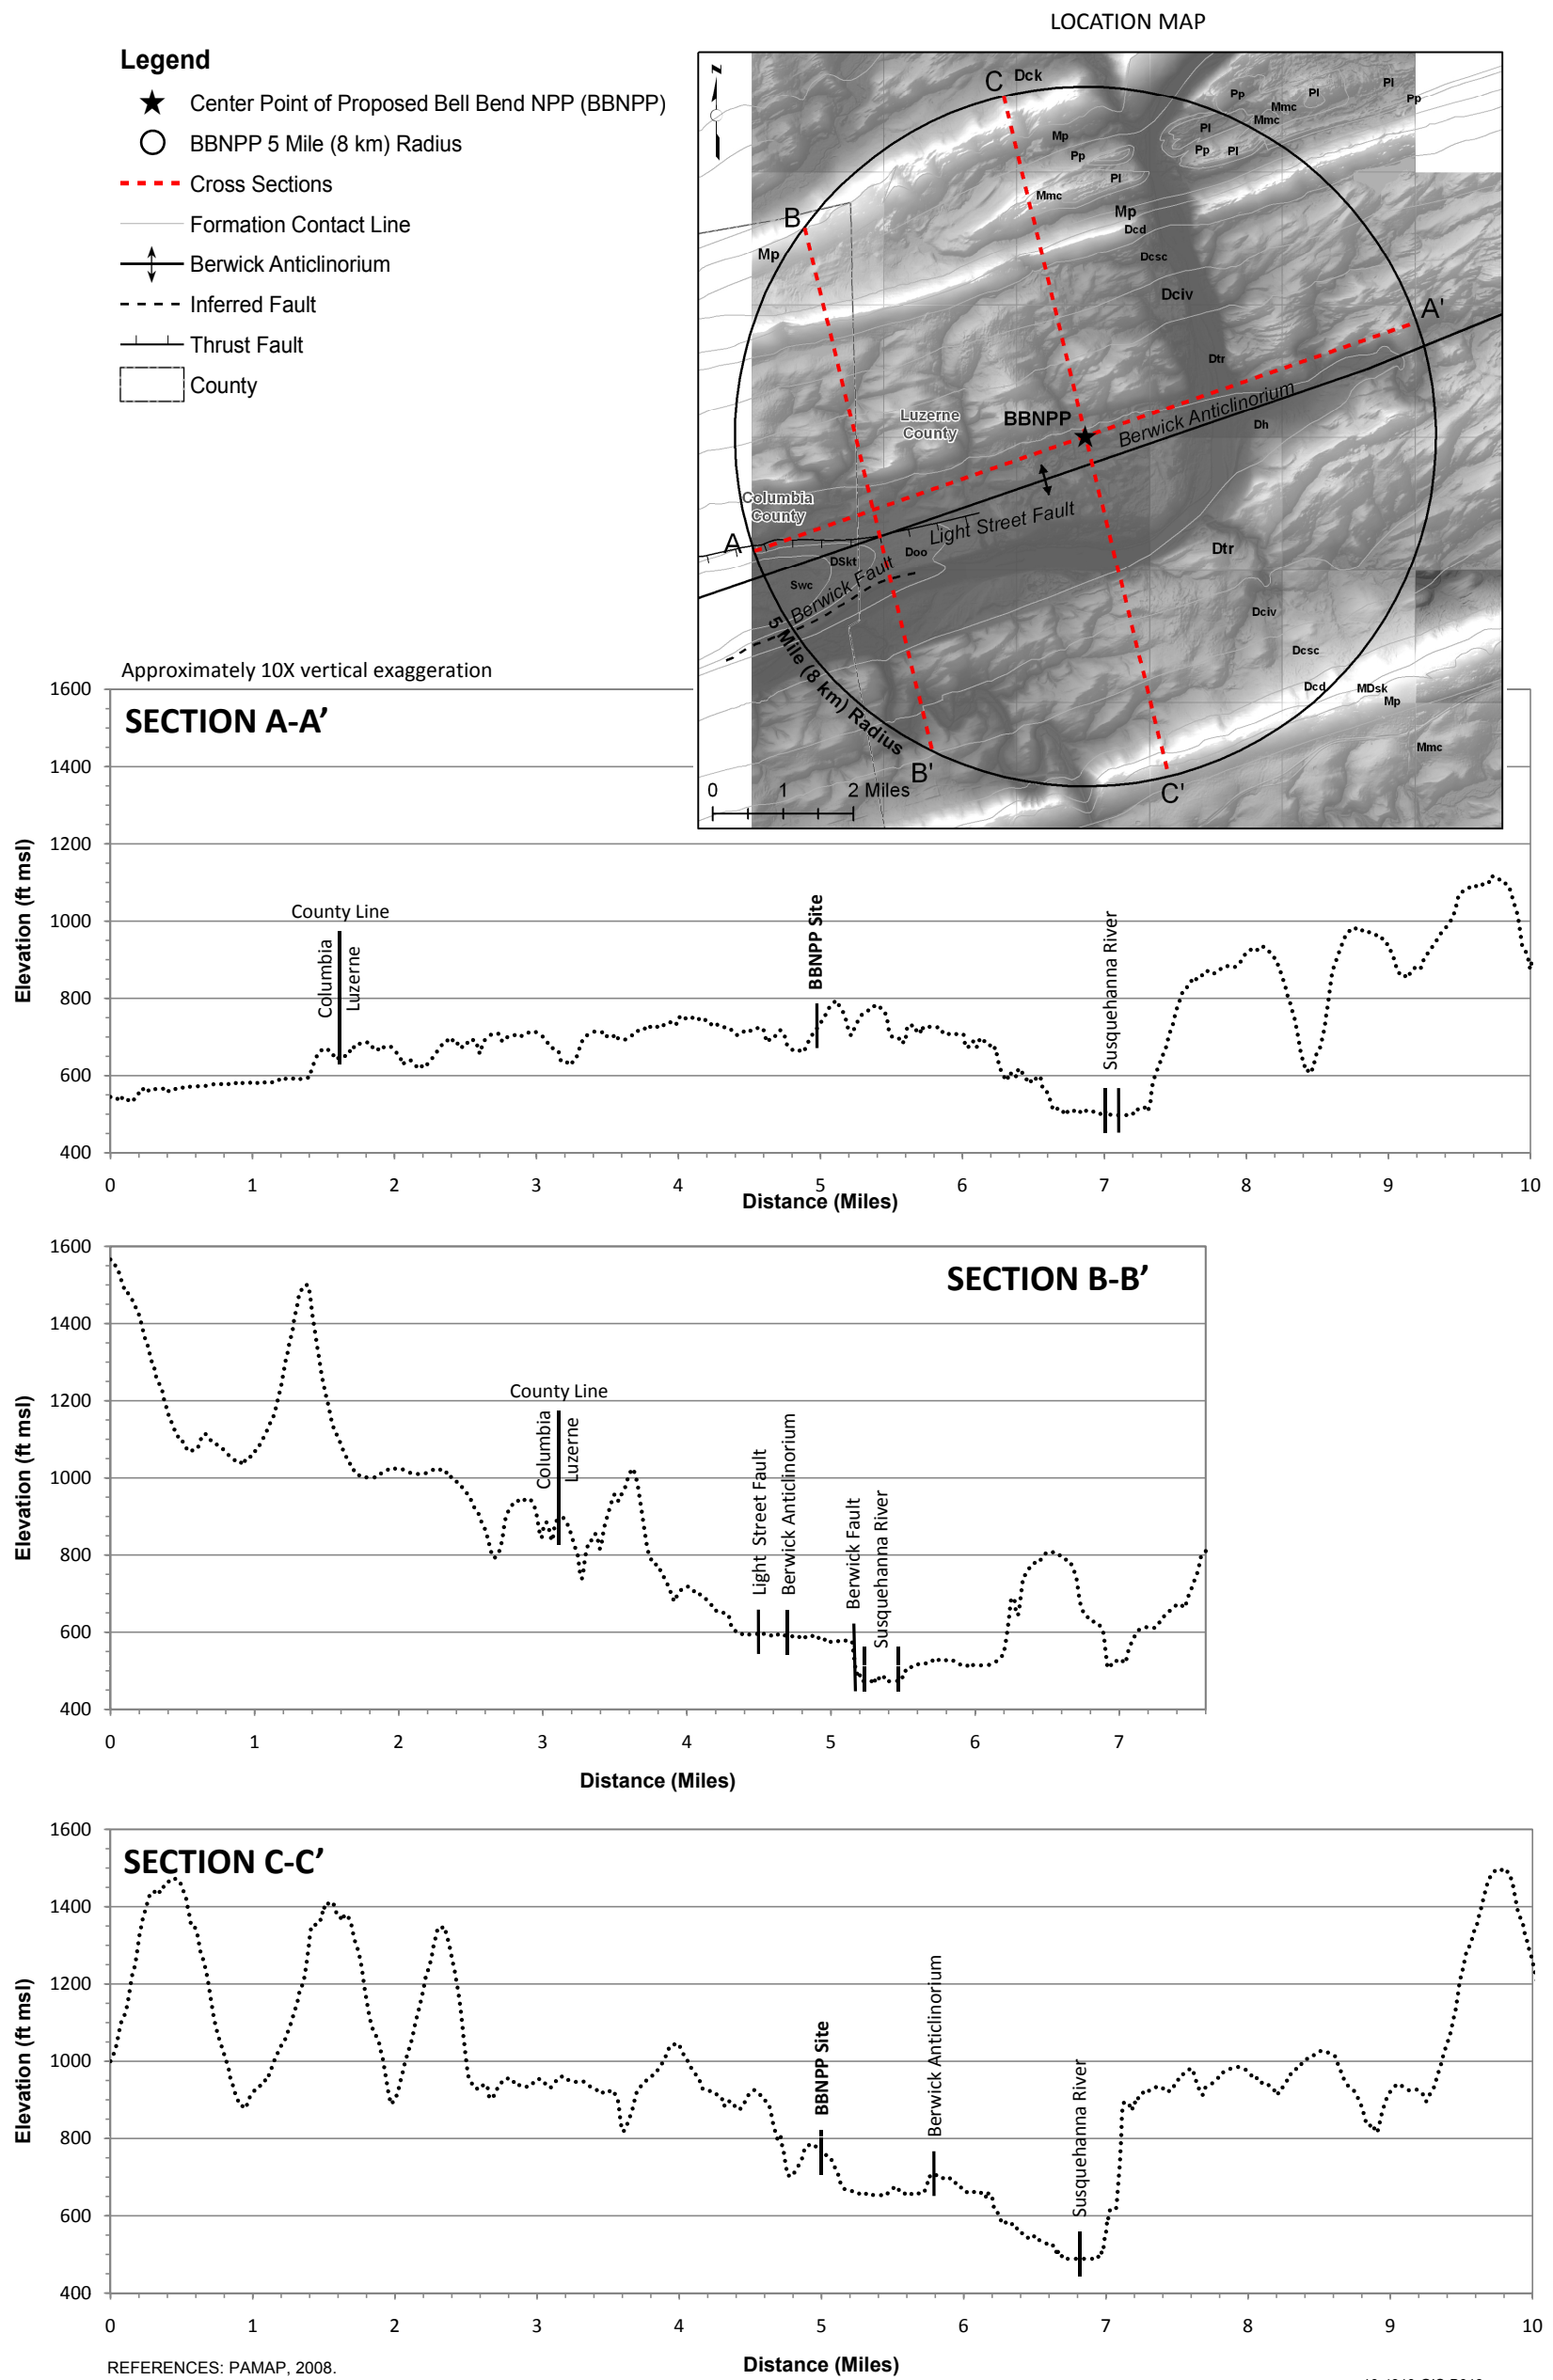 LOCATION MAP
Legend
Center Point of Proposed Bell Bend NPP (BBNPP)
BBNPP 5 Mile (8 km) Radius
Cross Sections
Formation Contact Line
Berwick Anticlinorium
Inferred Fault
Thrust Fault
County
N
C Dck
Pp Pl Pl Pp
Mmc
Mmc
Mp Pl
Pp Pp Pl
Pl
Mmc
B Mp
Dcd
Mp Dcsc
Dciv
A'
Dtr
Luzerne
County
BBNPP
Berwick Anticlinorium
Dh
Columbia
County
Light Street Fault
A
DSkt Doo Dtr
Swc
Berwick Fault
Dciv
5 Mile (8 km) Radius
Dcsc
Dcd MDsk
Mp
Mmc
B'
C'
0 1 2 Miles
Approximately 10X vertical exaggeration
SECTION A-A’
1600
1400
1200
1000
800
600
400
Elevation (ft msl)
County Line
Columbia
Luzerne
BBNPP Site
Susquehanna River
0 1 2 3 4 5 6 7 8 9 10
Distance (Miles)
SECTION B-B’
1600
1400
1200
1000
800
600
400
Elevation (ft msl)
County Line
Columbia
Luzerne
Light Street Fault
Berwick Anticlinorium
Berwick Fault
Susquehanna River
0 1 2 3 4 5 6 7
Distance (Miles)
SECTION C-C’
1600
1400
1200
1000
800
600
400
Elevation (ft msl)
BBNPP Site
Berwick Anticlinorium
Susquehanna River
0 1 2 3 4 5 6 7 8 9 10
Distance (Miles)
REFERENCES: PAMAP, 2008.